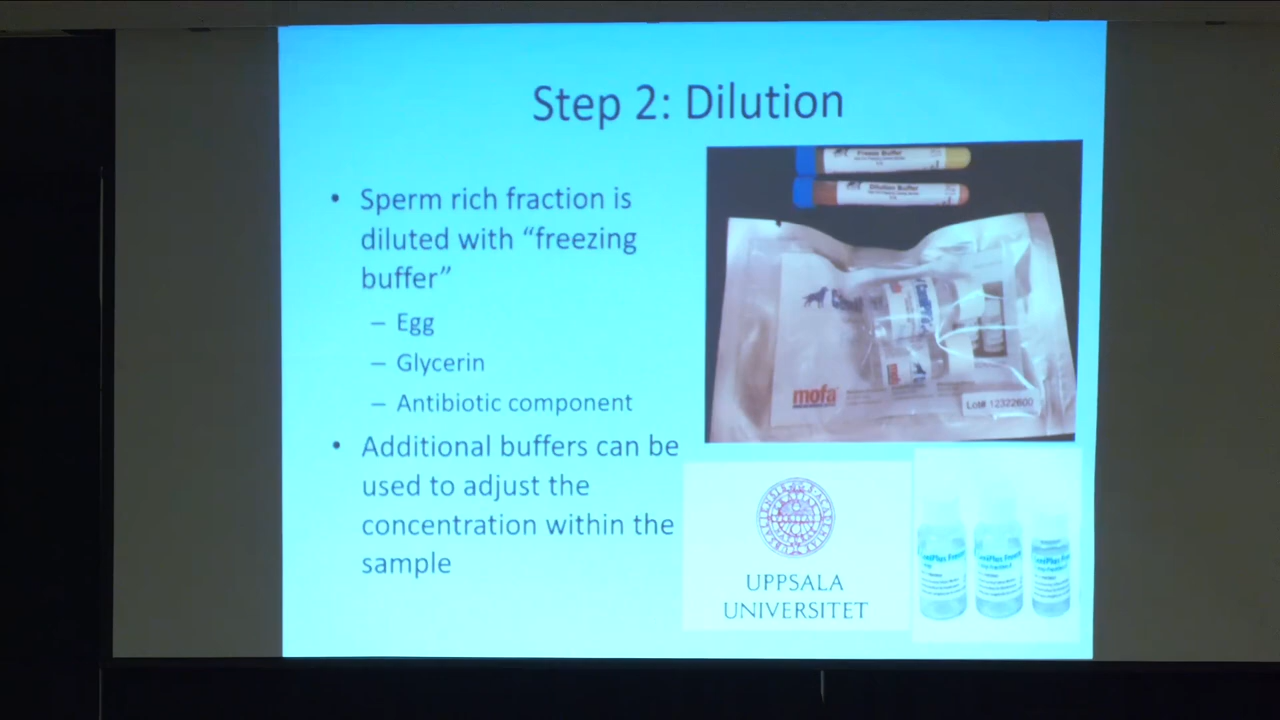 Step 2: Dilution
• Sperm rich fraction is
diluted with “freezing
buffer”
– Egg
– Glycerin
– Antibiotic component
• Additional buffers can be
used to adjust the
concentration within the
sample
Freeze Buffer
Dilution Buffer
mofa
Lot# 12322600
UPPSALA
UNIVERSITET